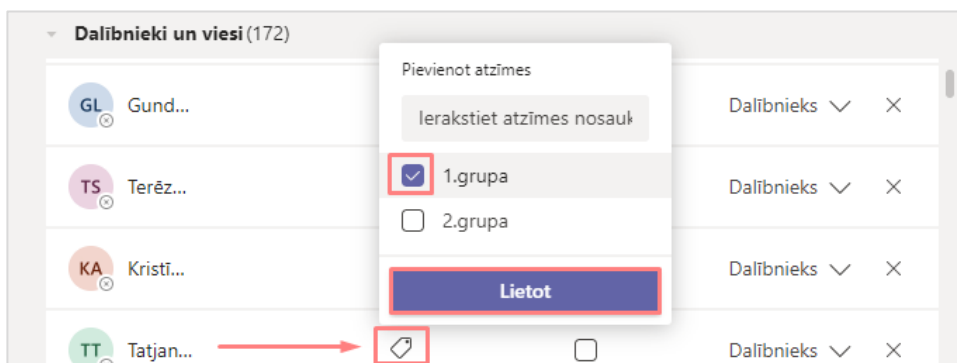 Dalībnieki un viesi (172)
Pievienot atzīmes
Ierakstiet atzīmes nosauk
1.grupa
2.grupa
Lietot
GL Gund... Dalībnieks
TS Terēz... Dalībnieks
KA Kristī... Dalībnieks
TT Tatjan... Dalībnieks